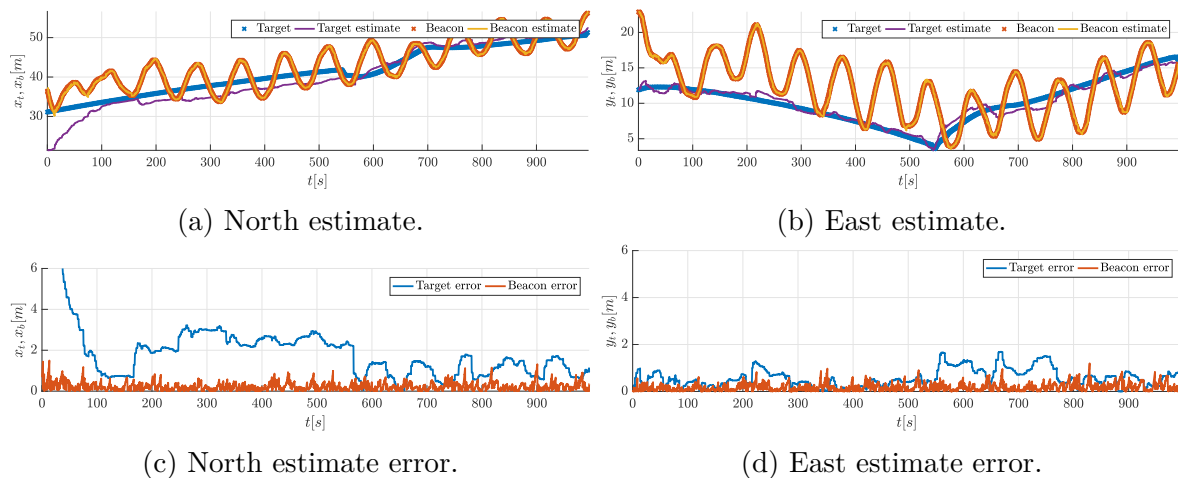 Target Target estimate Beacon Beacon estimate
50
40
30
x_t, x_b[m]
0 100 200 300 400 500 600 700 800 900
t[s]
(a) North estimate.
Target Target estimate Beacon Beacon estimate
20
15
10
5
y_t, y_b[m]
0 100 200 300 400 500 600 700 800 900
t[s]
(b) East estimate.
Target error Beacon error
6
4
2
0
x_t, x_b[m]
0 100 200 300 400 500 600 700 800 900
t[s]
(c) North estimate error.
Target error Beacon error
6
4
2
0
y_t, y_b[m]
0 100 200 300 400 500 600 700 800 900
t[s]
(d) East estimate error.